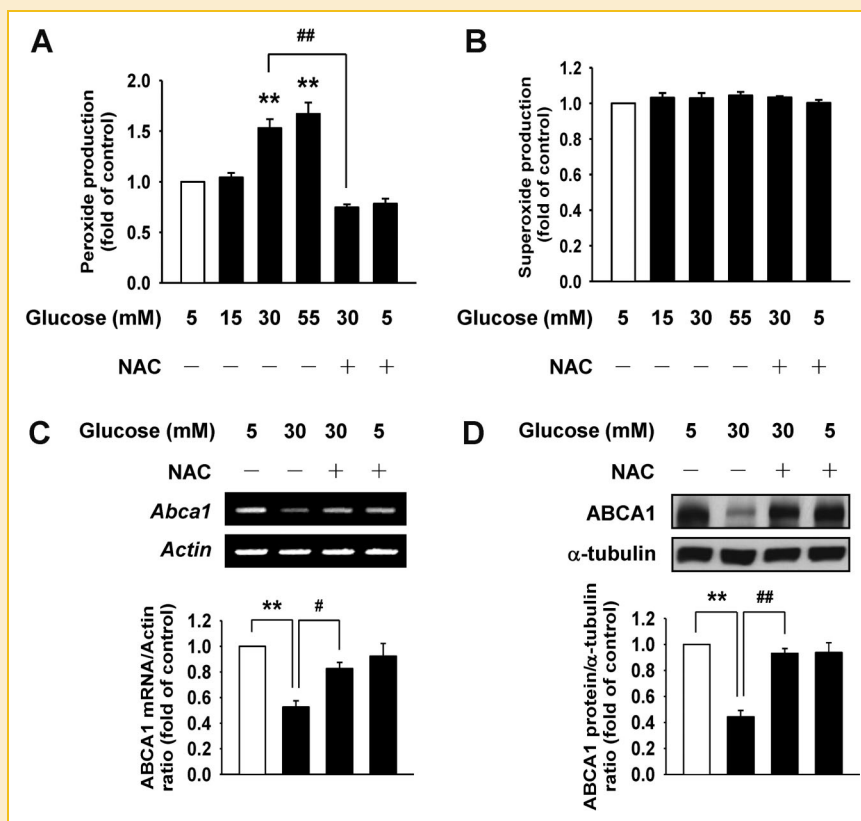 A
##
** **
2.0
1.5
1.0
0.5
0.0
Peroxide production
(fold of control)
Glucose (mM) 5 15 30 55 30 5
NAC − − − − + +
B
1.2
1.0
0.8
0.6
0.4
0.2
0.0
Superoxide production
(fold of control)
Glucose (mM) 5 15 30 55 30 5
NAC − − − − + +
C
Glucose (mM) 5 30 30 5
NAC − − + +
Abca1
Actin
** #
1.0
0.8
0.6
0.4
0.2
0.0
ABCA1 mRNA/Actin
ratio (fold of control)
D
Glucose (mM) 5 30 30 5
NAC − − + +
ABCA1
α-tubulin
** ##
1.2
1.0
0.8
0.6
0.4
0.2
0.0
ABCA1 protein/α-tubulin
ratio (fold of control)